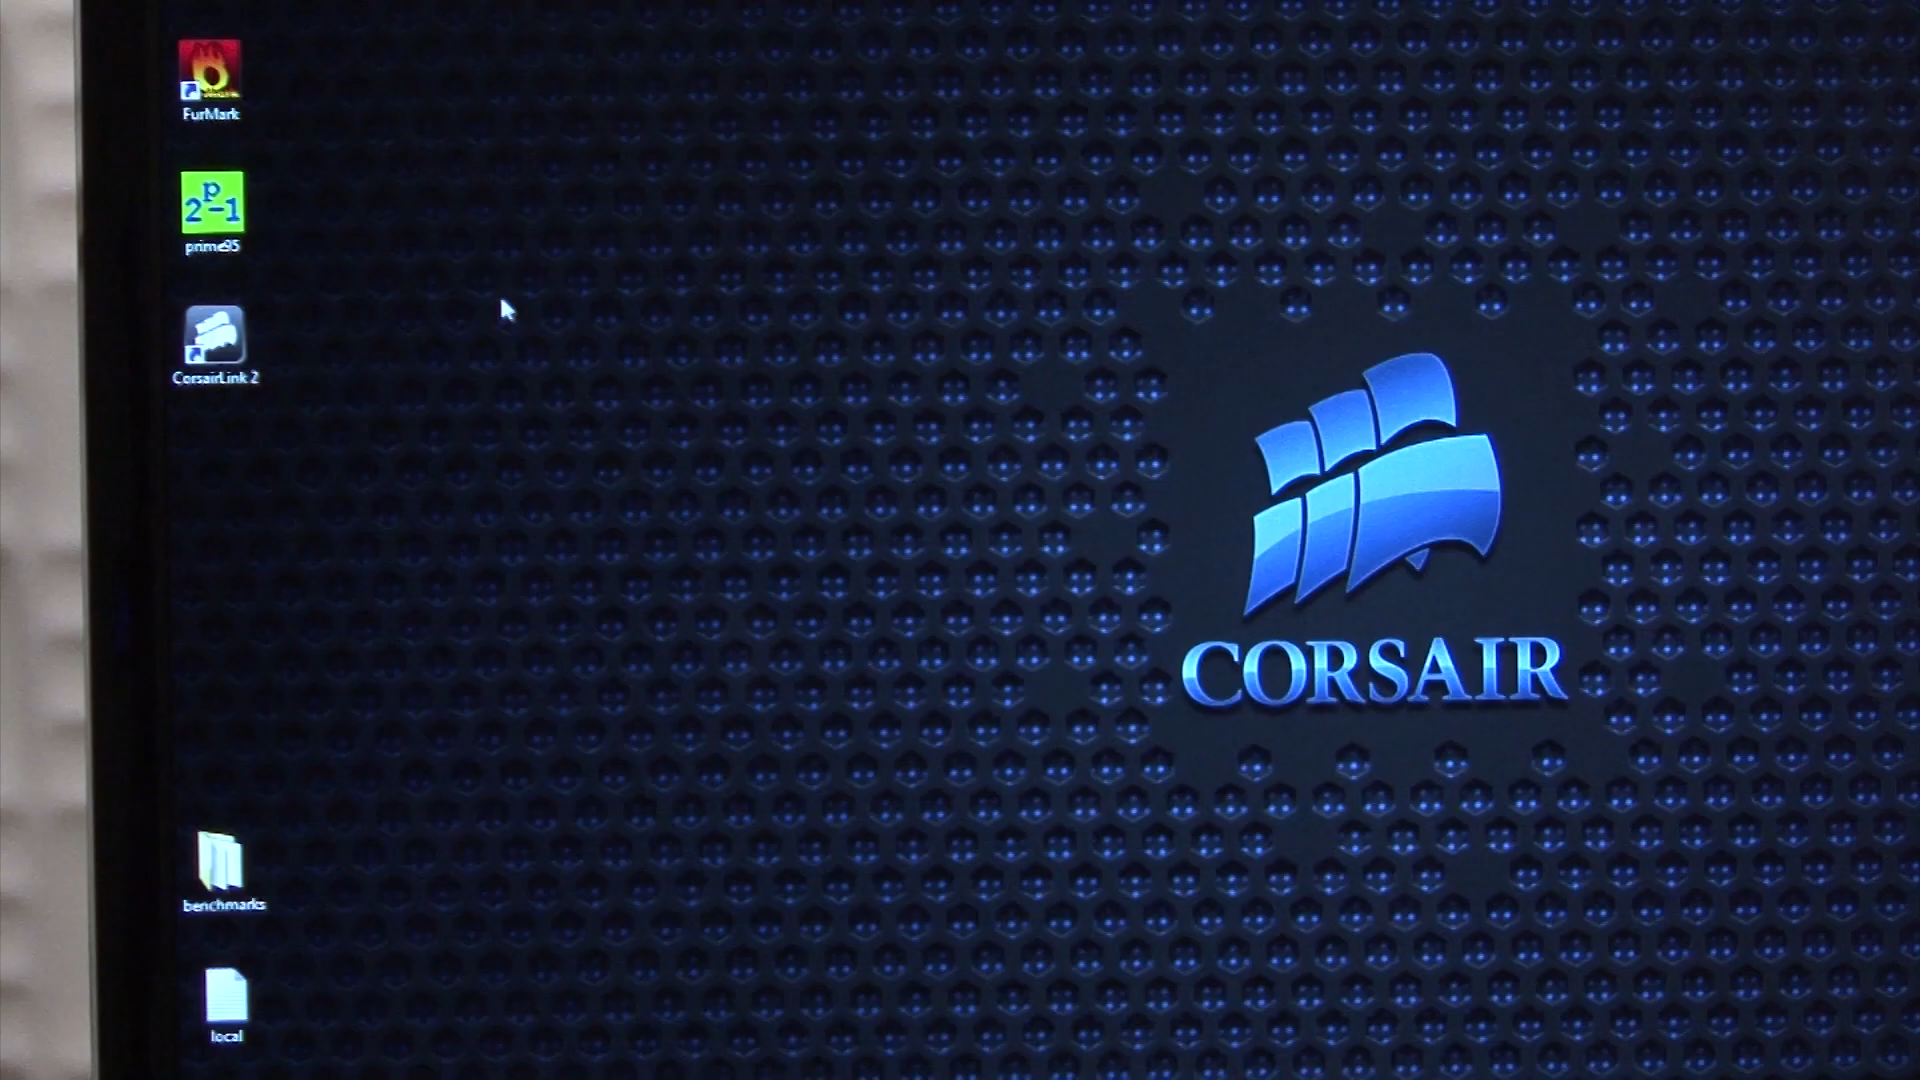 FurMark
2^p-1
prime95
CorsairLink 2
CORSAIR
benchmarks
local